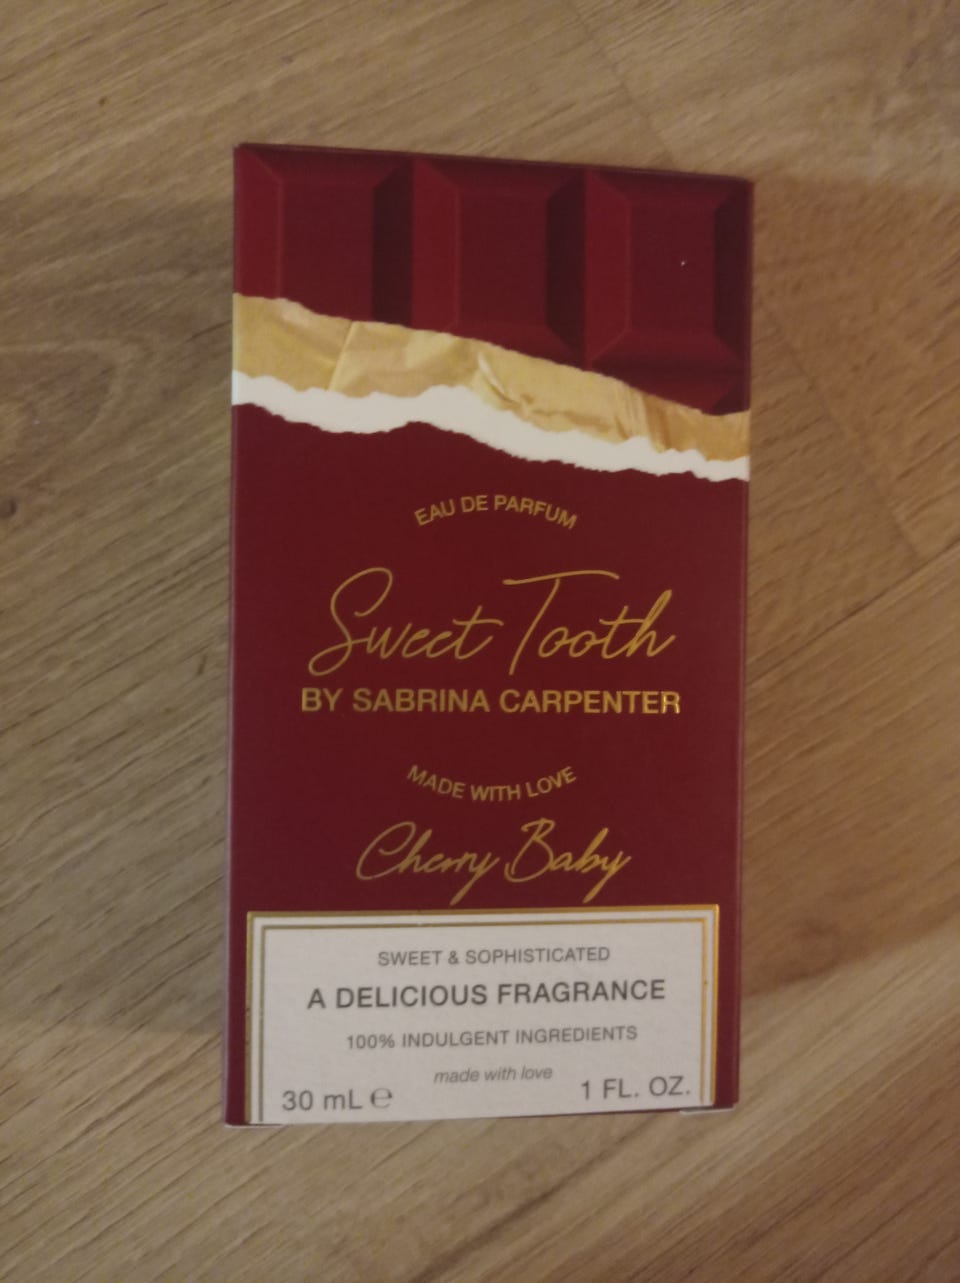 EAU DE PARFUM
Sweet Tooth
BY SABRINA CARPENTER
MADE WITH LOVE
Cherry Baby
SWEET & SOPHISTICATED
A DELICIOUS FRAGRANCE
100% INDULGENT INGREDIENTS
made with love
30 mL ℮ 1 FL. OZ.